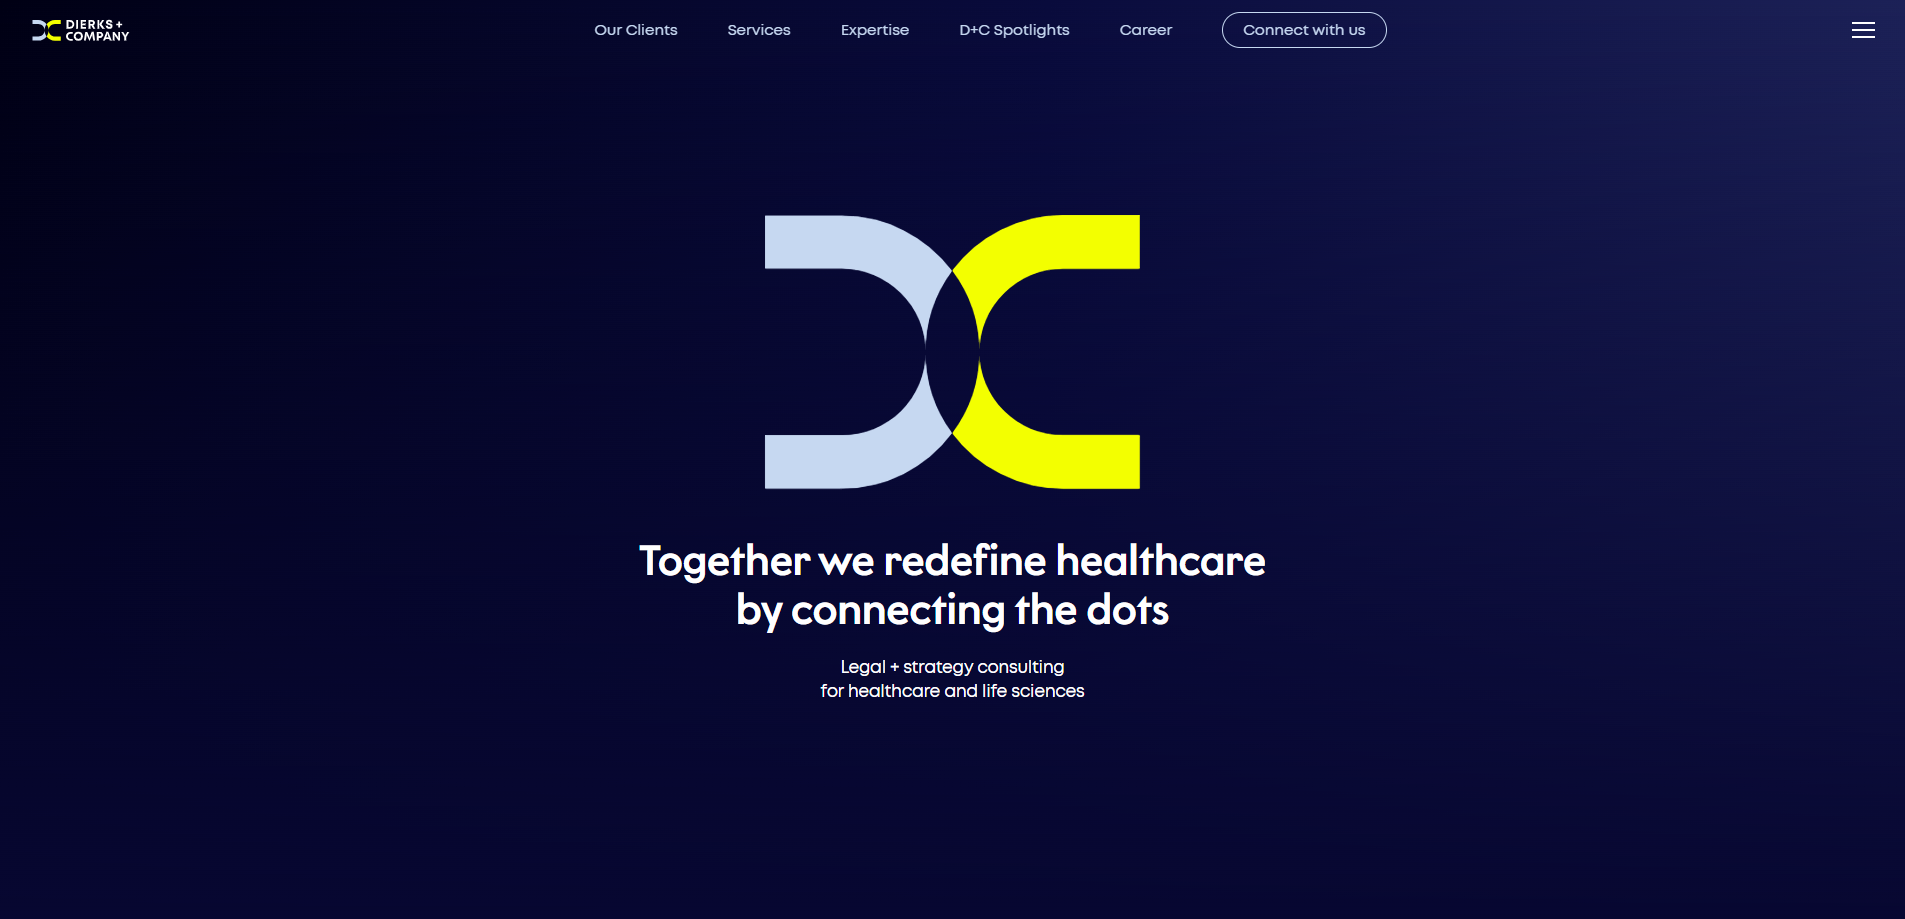 DIERKS +
COMPANY
Our Clients
Services
Expertise
D+C Spotlights
Career
Connect with us
Together we redefine healthcare
by connecting the dots
Legal + strategy consulting
for healthcare and life sciences